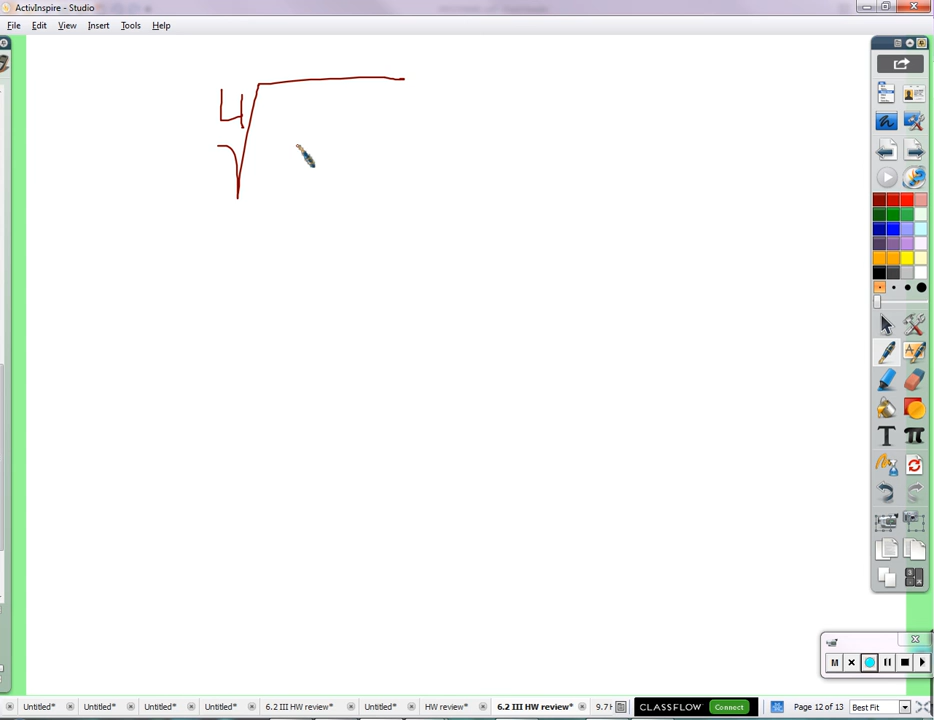 ActivInspire - Studio
File Edit View Insert Tools Help
4√
T π
M
Untitled* Untitled* Untitled* Untitled* 6.2 III HW review* Untitled* HW review* 6.2 III HW review* 9.7 H CLASSFLOW Connect Page 12 of 13 Best Fit